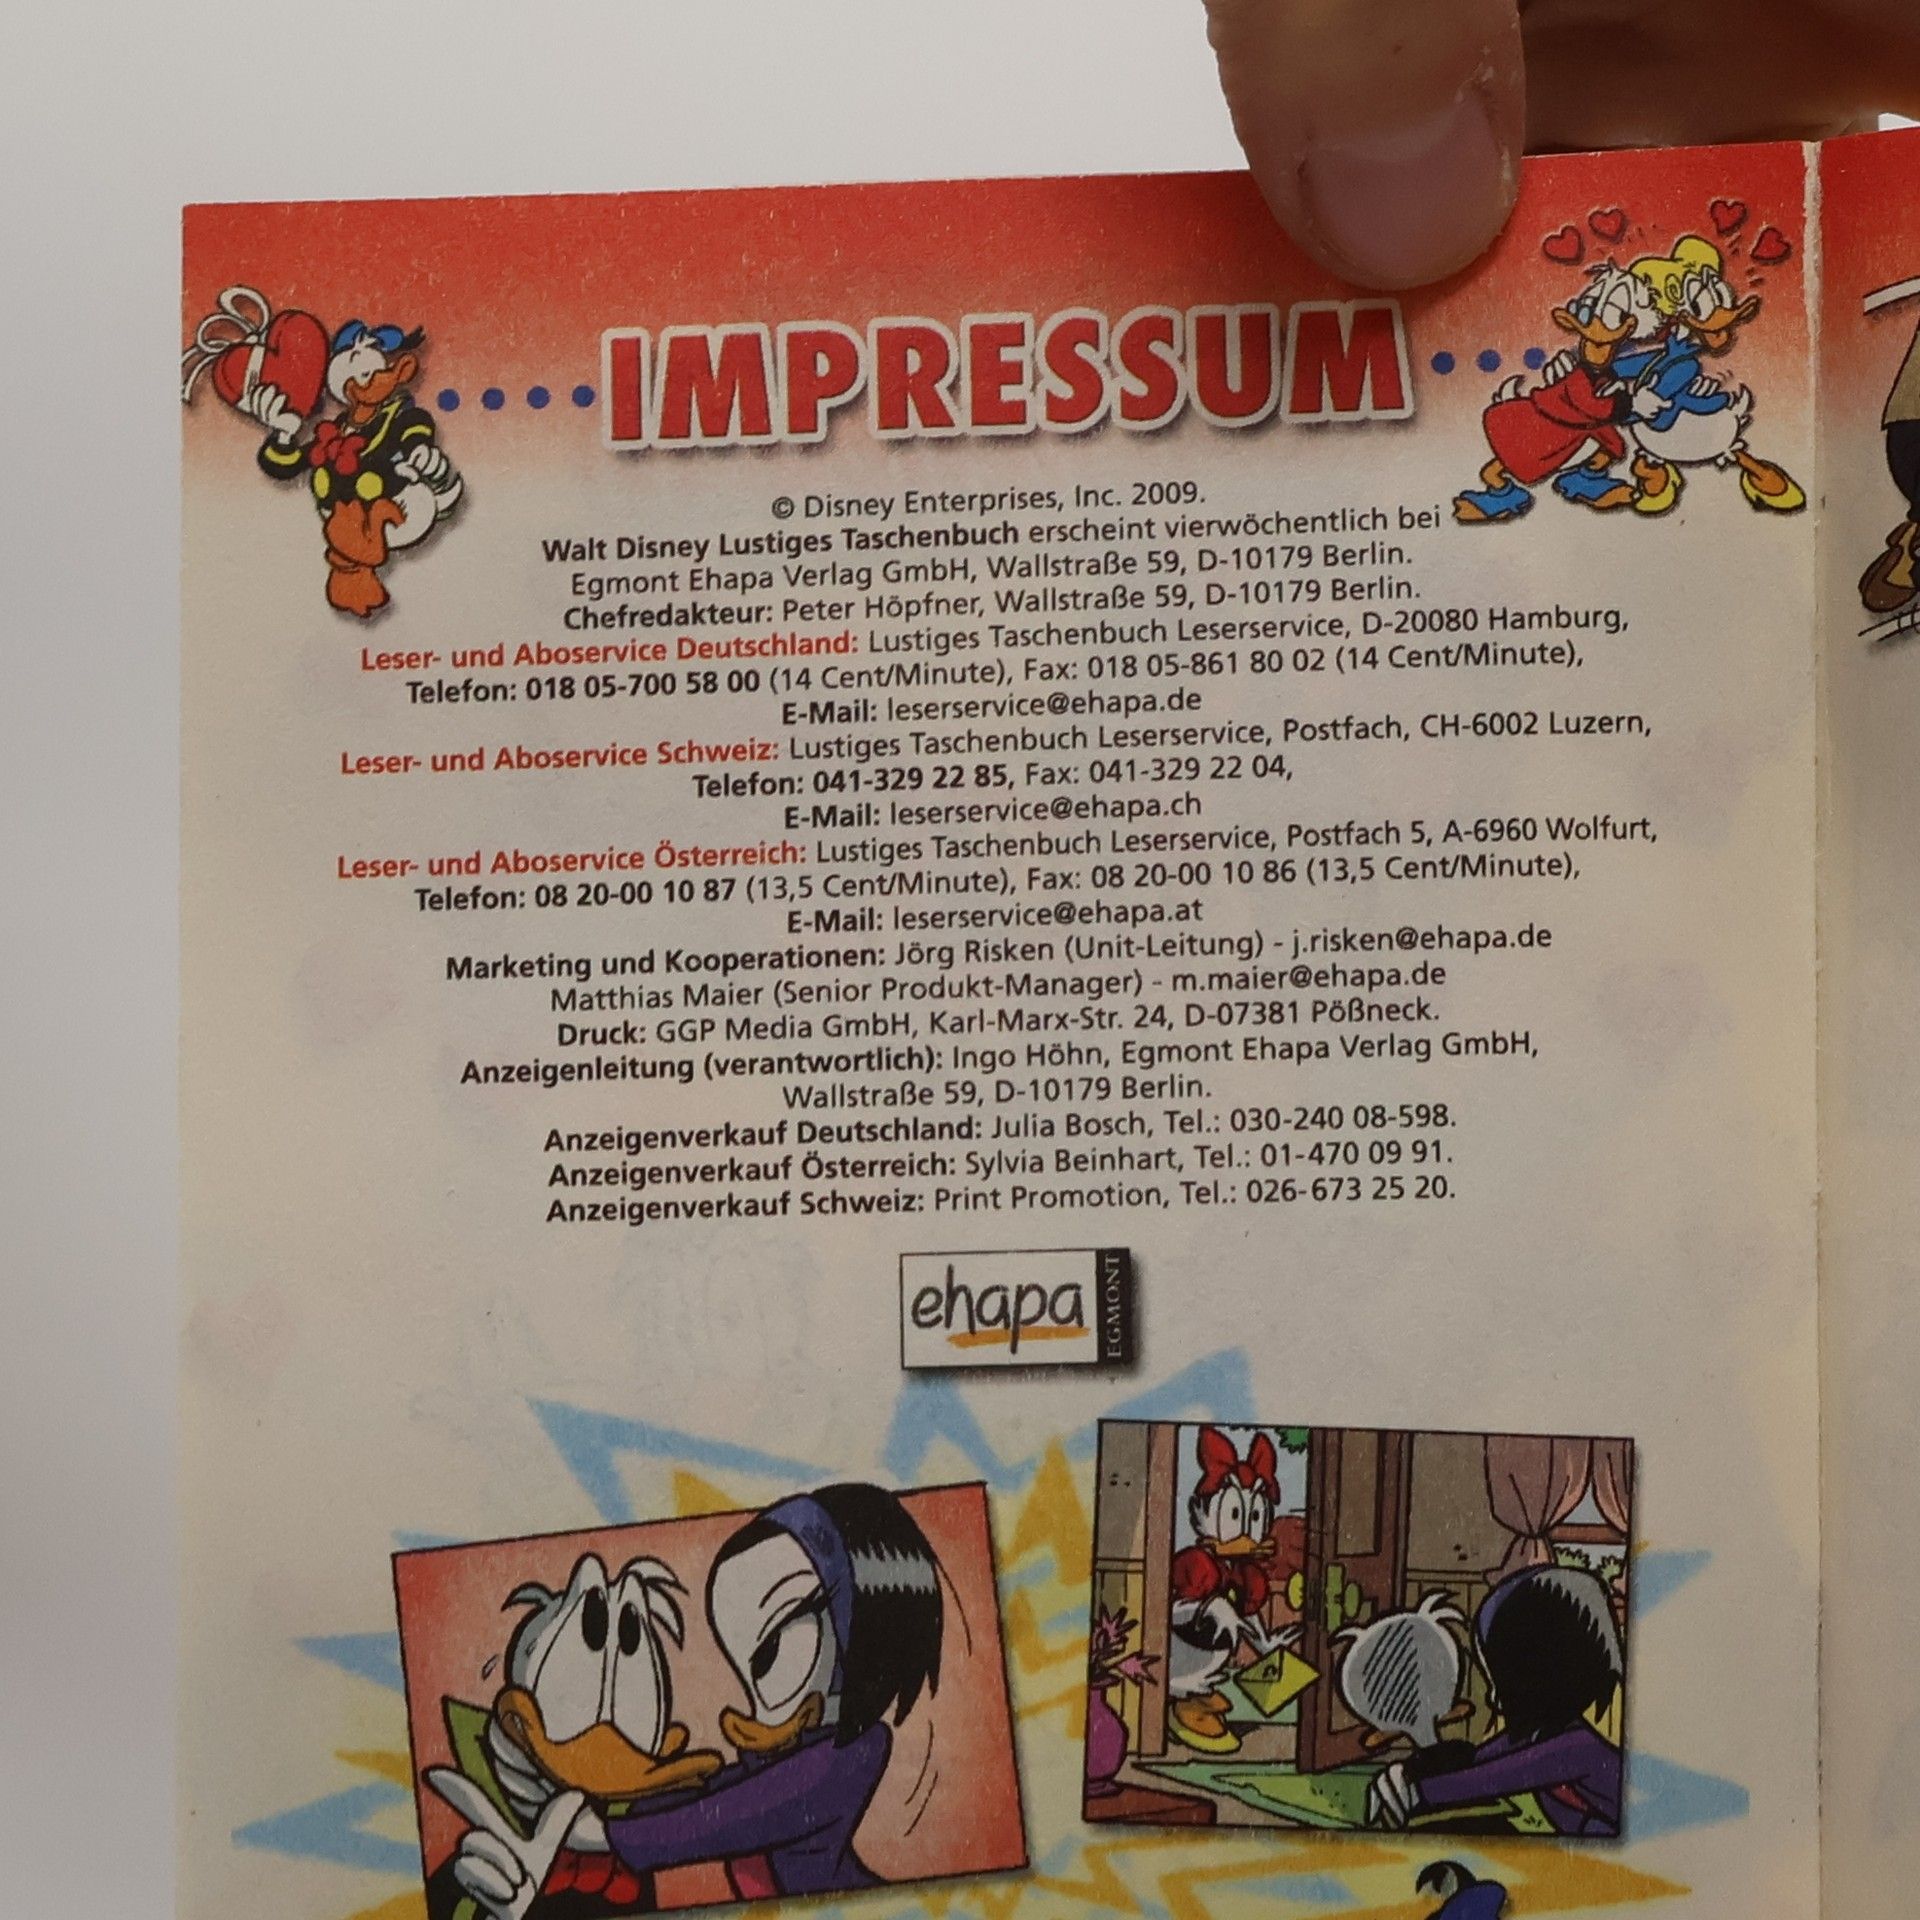 IMPRESSUM
© Disney Enterprises, Inc. 2009.
Walt Disney Lustiges Taschenbuch erscheint vierwöchentlich bei
Egmont Ehapa Verlag GmbH, Wallstraße 59, D-10179 Berlin.
Chefredakteur: Peter Höpfner, Wallstraße 59, D-10179 Berlin.
Leser- und Aboservice Deutschland: Lustiges Taschenbuch Leserservice, D-20080 Hamburg,
Telefon: 018 05-700 58 00 (14 Cent/Minute), Fax: 018 05-861 80 02 (14 Cent/Minute),
E-Mail: leserservice@ehapa.de
Leser- und Aboservice Schweiz: Lustiges Taschenbuch Leserservice, Postfach, CH-6002 Luzern,
Telefon: 041-329 22 85, Fax: 041-329 22 04,
E-Mail: leserservice@ehapa.ch
Leser- und Aboservice Österreich: Lustiges Taschenbuch Leserservice, Postfach 5, A-6960 Wolfurt,
Telefon: 08 20-00 10 87 (13,5 Cent/Minute), Fax: 08 20-00 10 86 (13,5 Cent/Minute),
E-Mail: leserservice@ehapa.at
Marketing und Kooperationen: Jörg Risken (Unit-Leitung) - j.risken@ehapa.de
Matthias Maier (Senior Produkt-Manager) - m.maier@ehapa.de
Druck: GGP Media GmbH, Karl-Marx-Str. 24, D-07381 Pößneck.
Anzeigenleitung (verantwortlich): Ingo Höhn, Egmont Ehapa Verlag GmbH,
Wallstraße 59, D-10179 Berlin.
Anzeigenverkauf Deutschland: Julia Bosch, Tel.: 030-240 08-598.
Anzeigenverkauf Österreich: Sylvia Beinhart, Tel.: 01-470 09 91.
Anzeigenverkauf Schweiz: Print Promotion, Tel.: 026-673 25 20.
ehapa
EGMONT